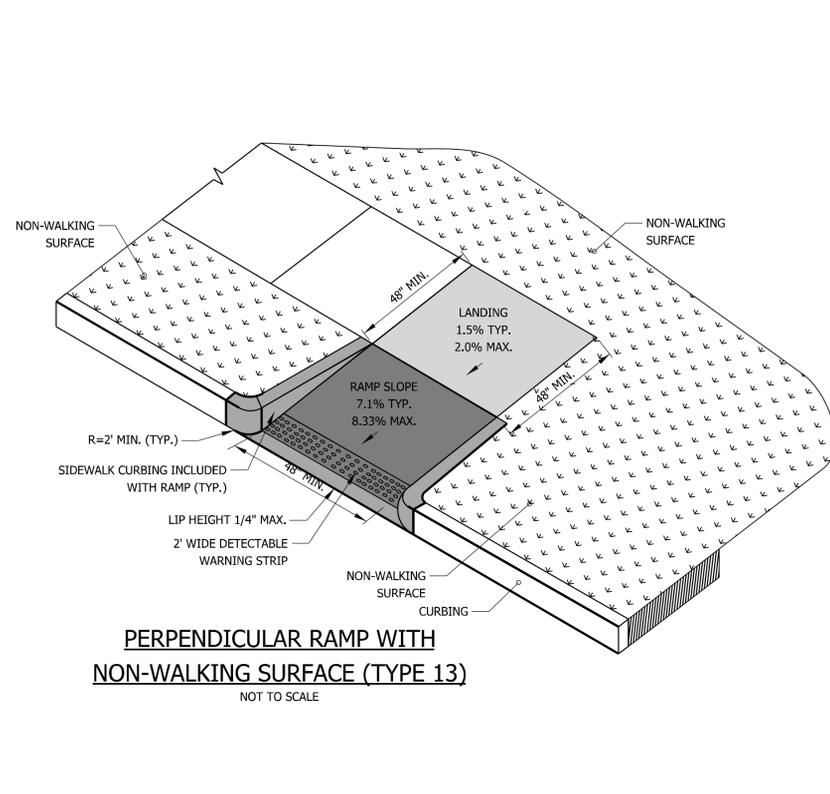 NON-WALKING
SURFACE
NON-WALKING
SURFACE
48" MIN.
LANDING
1.5% TYP.
2.0% MAX.
48" MIN.
RAMP SLOPE
7.1% TYP.
8.33% MAX.
R=2' MIN. (TYP.)
SIDEWALK CURBING INCLUDED
WITH RAMP (TYP.)
48" MIN.
LIP HEIGHT 1/4" MAX.
2' WIDE DETECTABLE
WARNING STRIP
NON-WALKING
SURFACE
CURBING
PERPENDICULAR RAMP WITH
NON-WALKING SURFACE (TYPE 13)
NOT TO SCALE